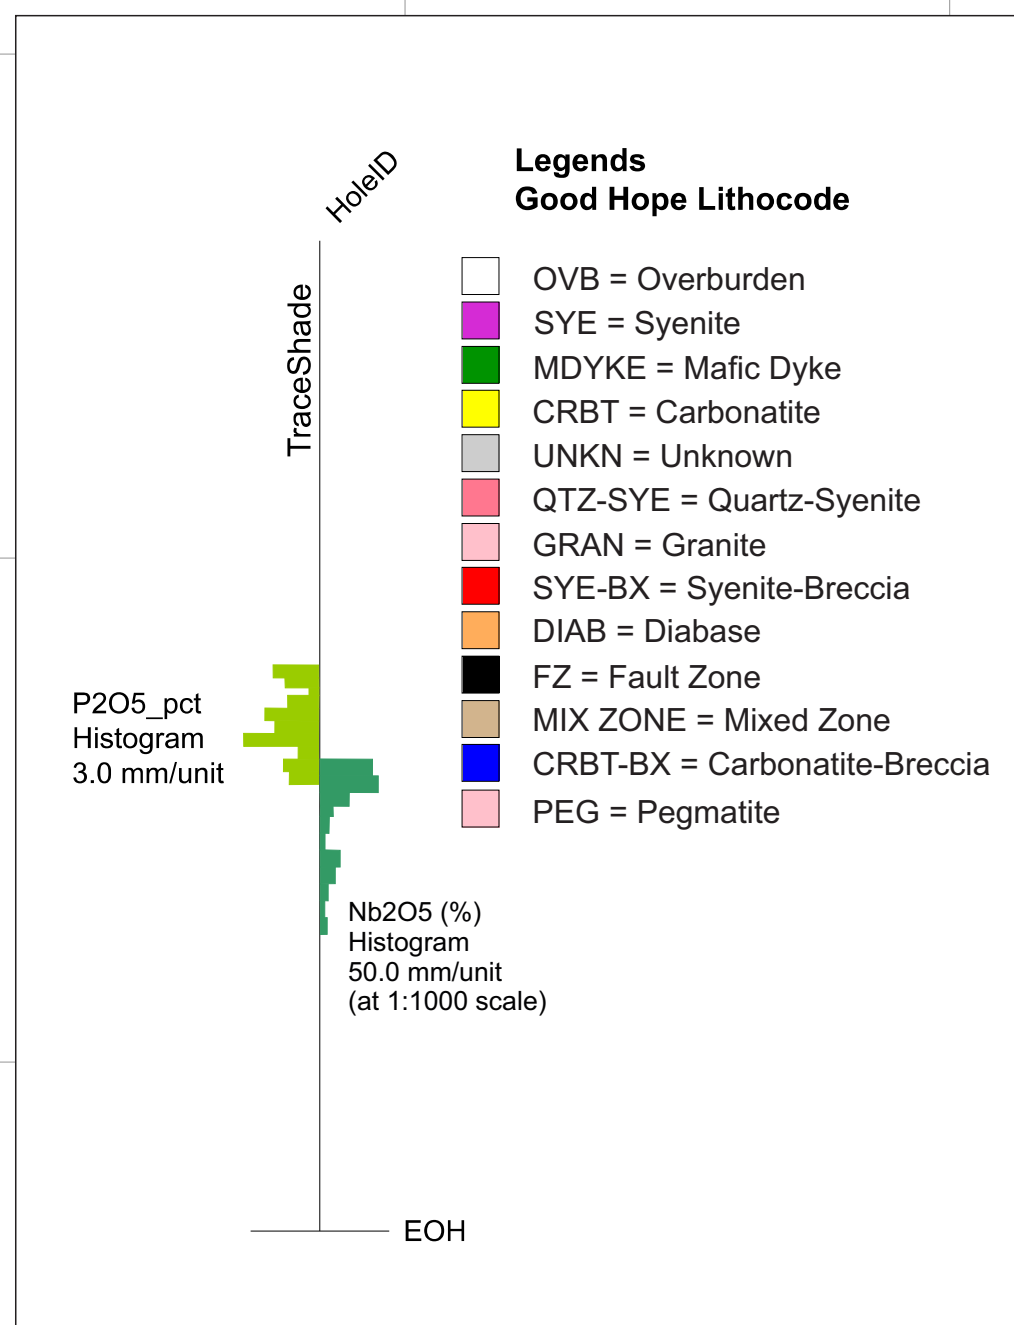 HoleID
TraceShade
Legends
Good Hope Lithocode
OVB = Overburden
SYE = Syenite
MDYKE = Mafic Dyke
CRBT = Carbonatite
UNKN = Unknown
QTZ-SYE = Quartz-Syenite
GRAN = Granite
SYE-BX = Syenite-Breccia
DIAB = Diabase
FZ = Fault Zone
MIX ZONE = Mixed Zone
CRBT-BX = Carbonatite-Breccia
PEG = Pegmatite
P2O5_pct
Histogram
3.0 mm/unit
Nb2O5 (%)
Histogram
50.0 mm/unit
(at 1:1000 scale)
EOH